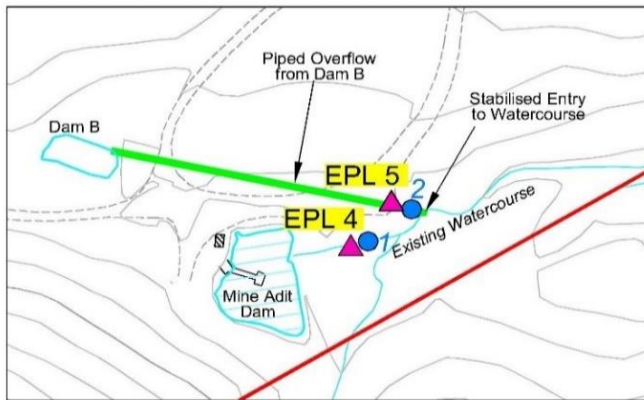 Piped Overflow
from Dam B
Stabilised Entry
to Watercourse
Dam B
EPL 5
2
EPL 4
1
Existing Watercourse
Mine Adit
Dam